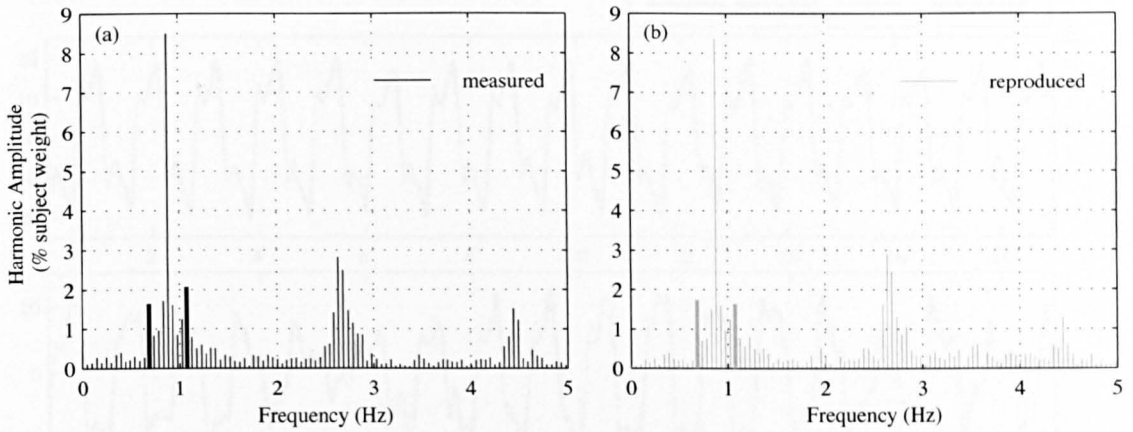 Harmonic Amplitude
(% subject weight)
9
8
7
6
5
4
3
2
1
0
(a)
measured
0 1 2 3 4 5
Frequency (Hz)
9
8
7
6
5
4
3
2
1
0
(b)
reproduced
0 1 2 3 4 5
Frequency (Hz)